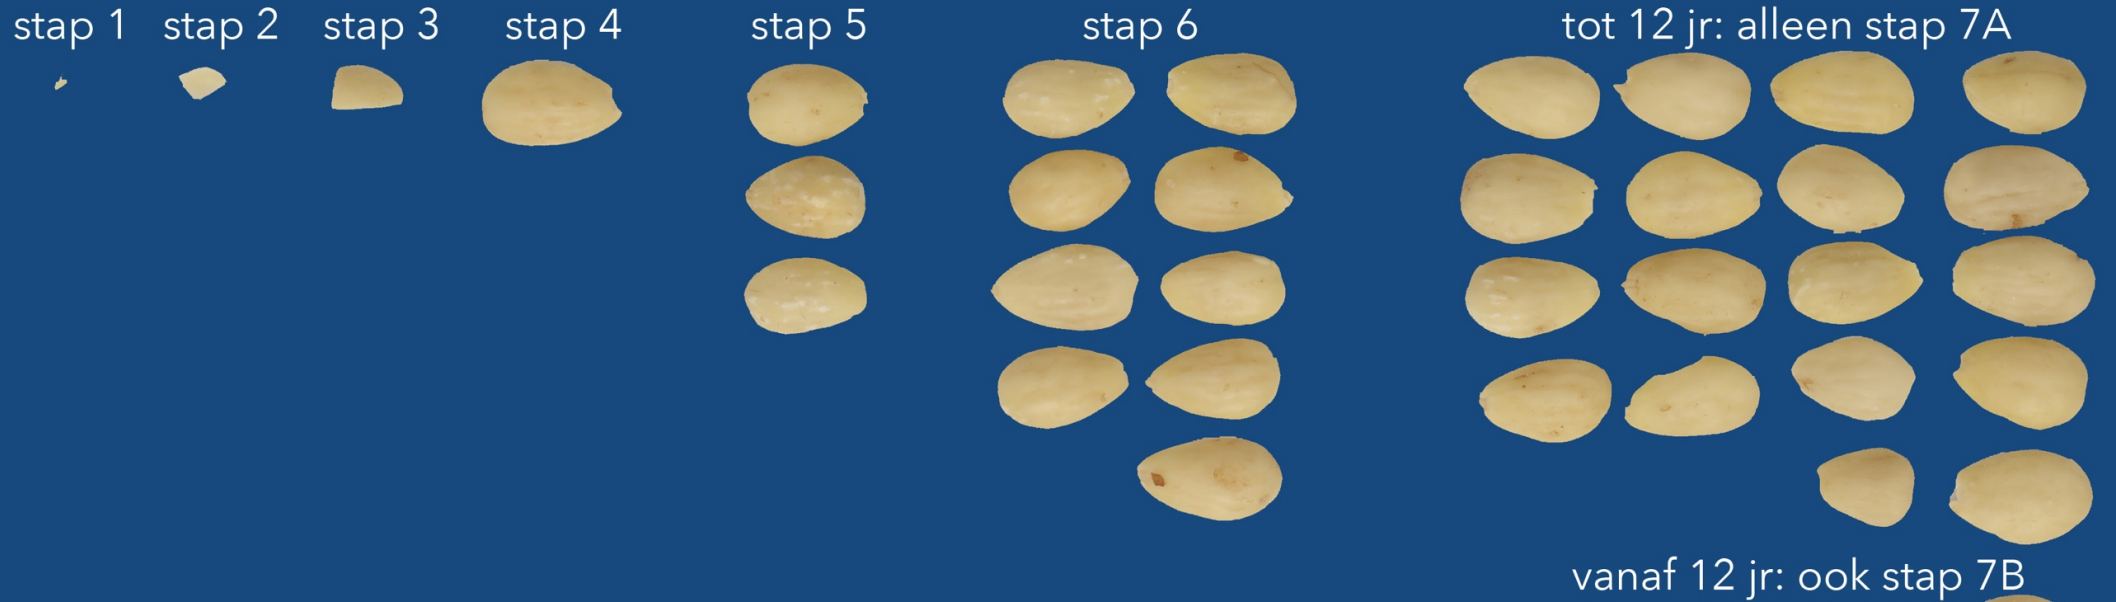 stap 1
stap 2
stap 3
stap 4
stap 5
stap 6
tot 12 jr: alleen stap 7A
vanaf 12 jr: ook stap 7B